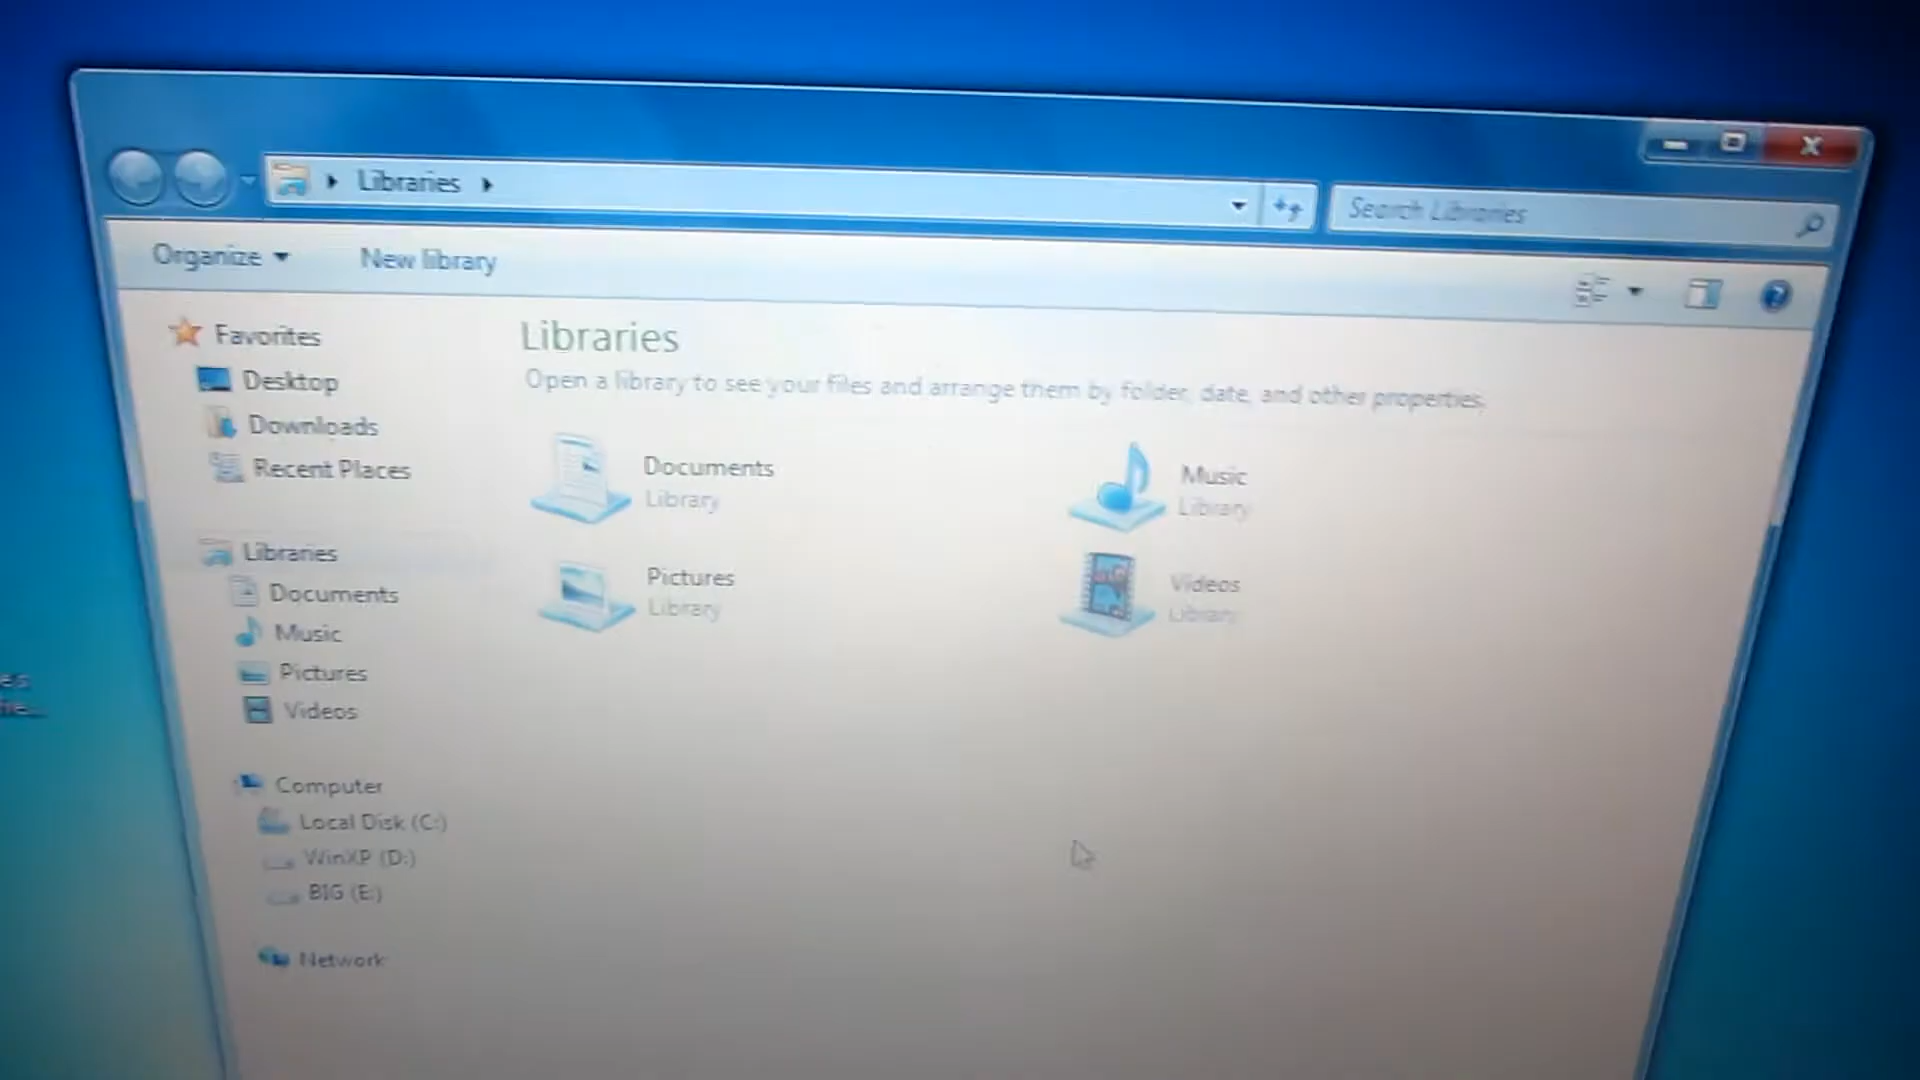 Libraries
Search Libraries
Organize
New library
Favorites
Desktop
Downloads
Recent Places
Libraries
Documents
Music
Pictures
Videos
Computer
Local Disk (C:)
WinXP (D:)
BIG (E:)
Network
Libraries
Open a library to see your files and arrange them by folder, date, and other properties.
Documents
Library
Music
Library
Pictures
Library
Videos
Library